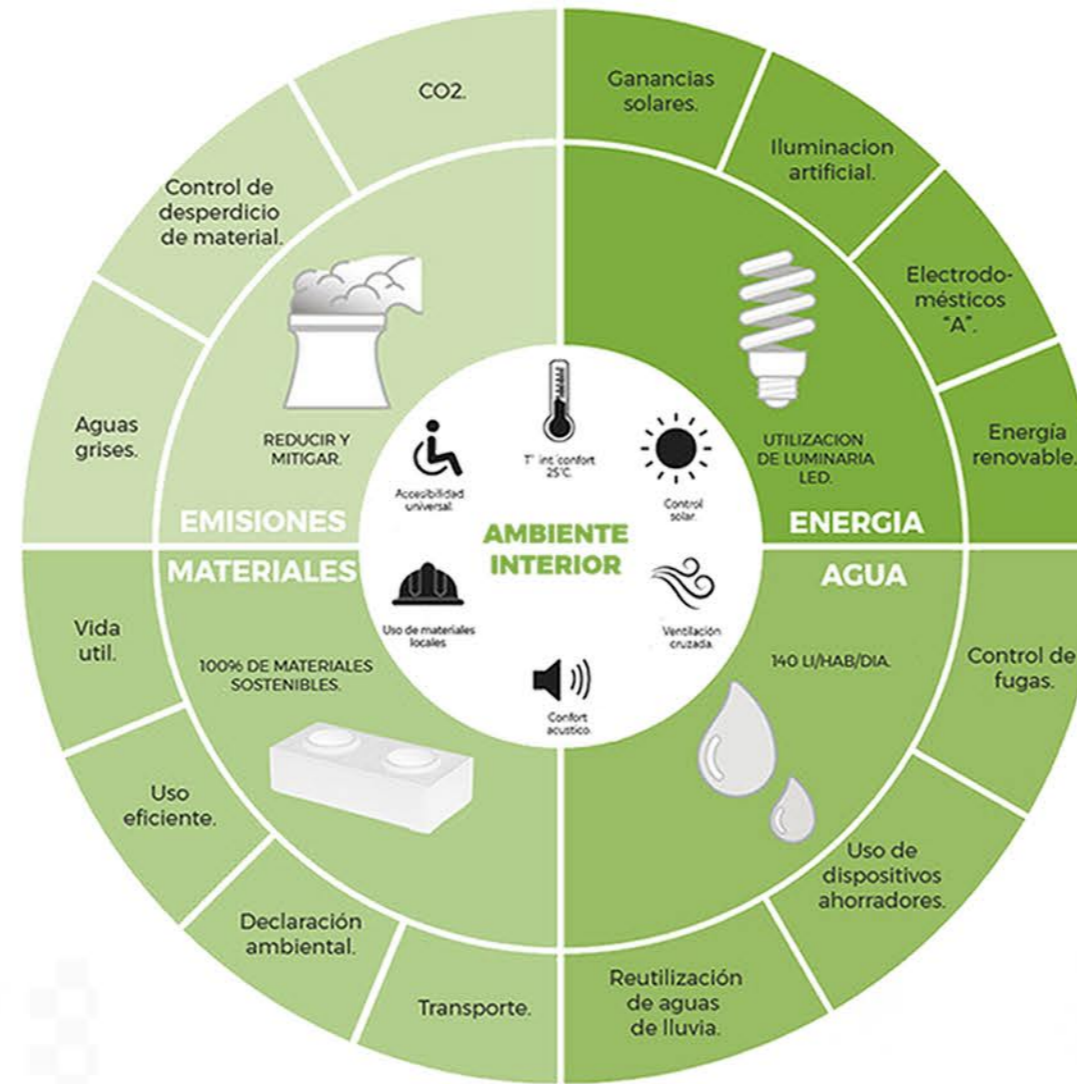 CO2.
Ganancias
solares.
Iluminacion
artificial.
Electrodo-
mésticos
"A".
Energía
renovable.
Control de
desperdicio
de material.
Aguas
grises.
REDUCIR Y
MITIGAR.
EMISIONES
UTILIZACION
DE LUMINARIA
LED.
ENERGIA
T° int. confort
25°C.
Accesibilidad
universal.
Control
solar.
AMBIENTE
INTERIOR
Uso de materiales
locales
Ventilación
cruzada.
Confort
acustico.
MATERIALES
100% DE MATERIALES
SOSTENIBLES.
AGUA
140 LI/HAB/DIA.
Vida
util.
Uso
eficiente.
Declaración
ambiental.
Transporte.
Control de
fugas.
Uso de
dispositivos
ahorradores.
Reutilización
de aguas
de lluvia.